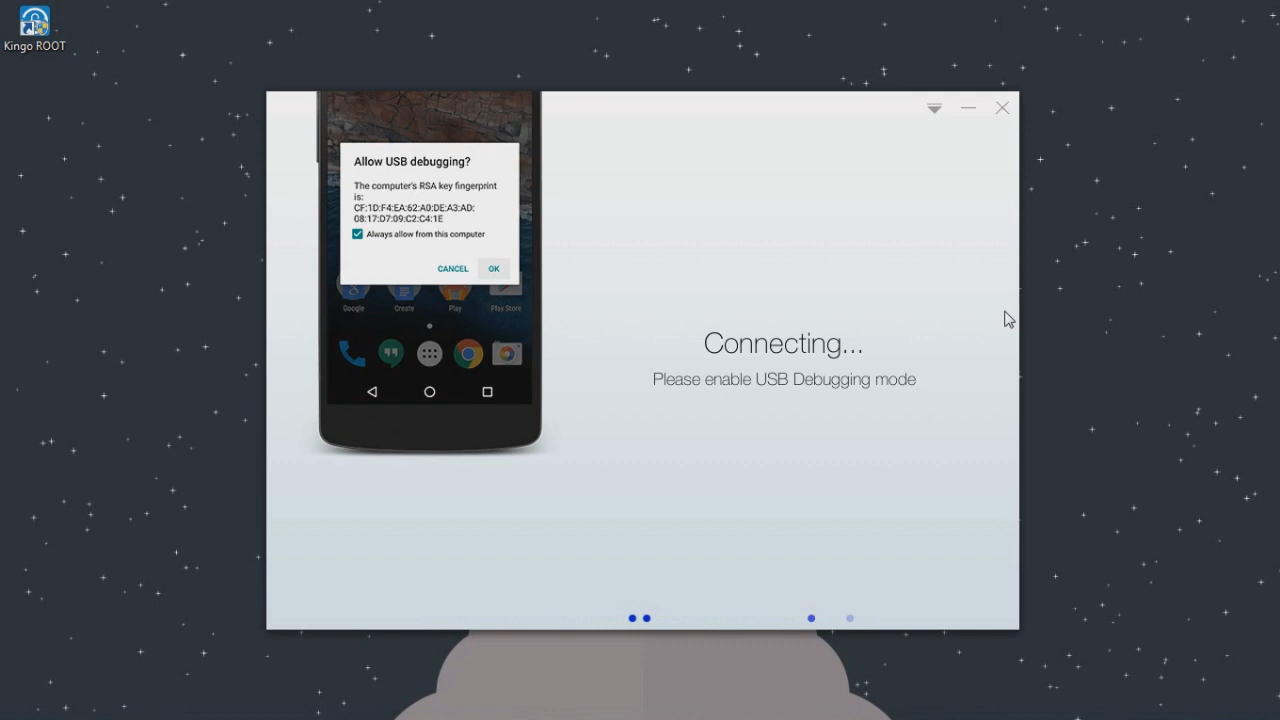 Kingo ROOT
Allow USB debugging?
The computer's RSA key fingerprint
is:
CF:1D:F4:EA:62:A0:DE:A3:AD:
08:17:D7:09:C2:C4:1E
Always allow from this computer
CANCEL OK
Google Create Play Play Store
Connecting...
Please enable USB Debugging mode